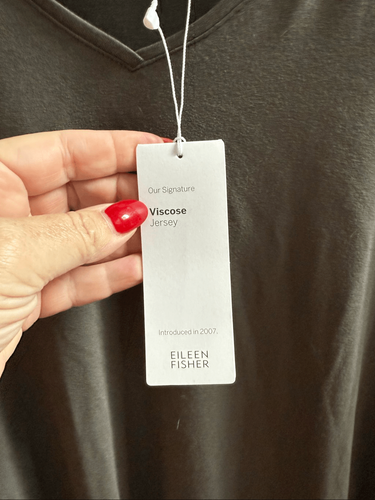 Our Signature
Viscose
Jersey
Introduced in 2007.
EILEEN
FISHER